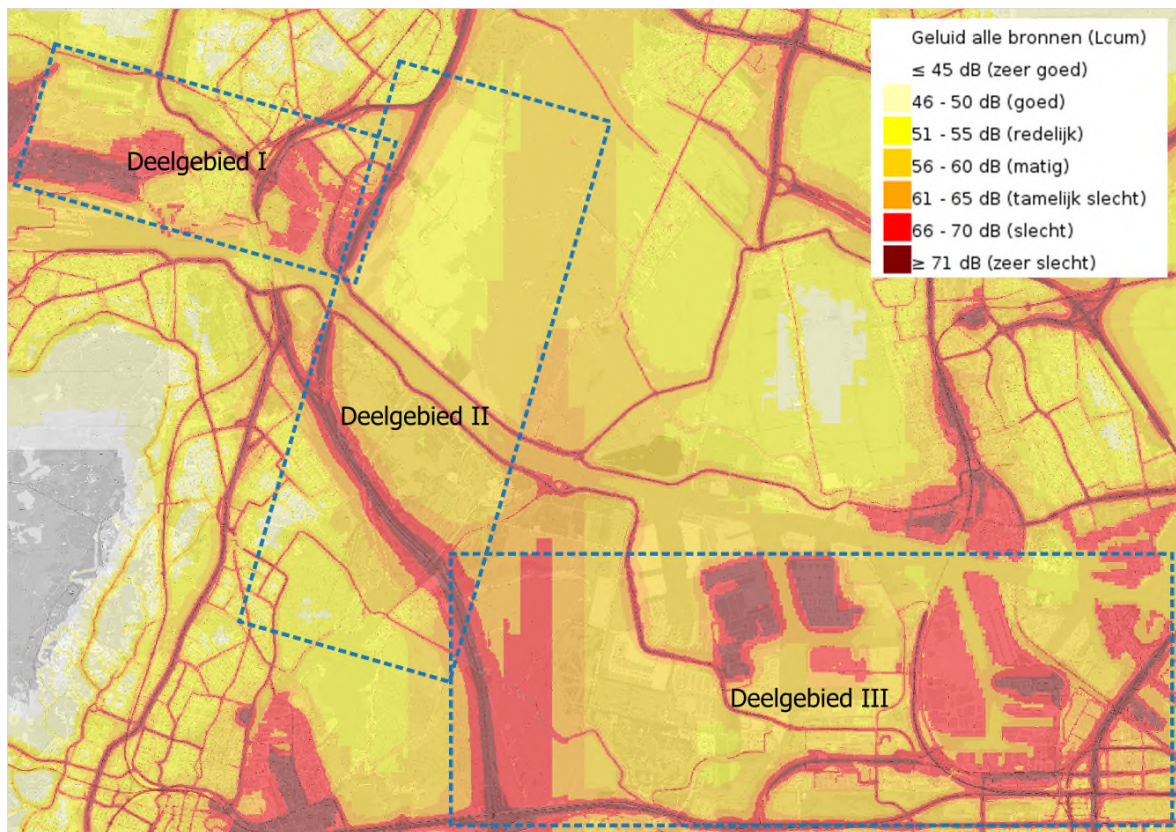 Geluid alle bronnen (Lcum)
≤ 45 dB (zeer goed)
46 - 50 dB (goed)
51 - 55 dB (redelijk)
56 - 60 dB (matig)
61 - 65 dB (tamelijk slecht)
66 - 70 dB (slecht)
≥ 71 dB (zeer slecht)
Deelgebied I
Deelgebied II
Deelgebied III